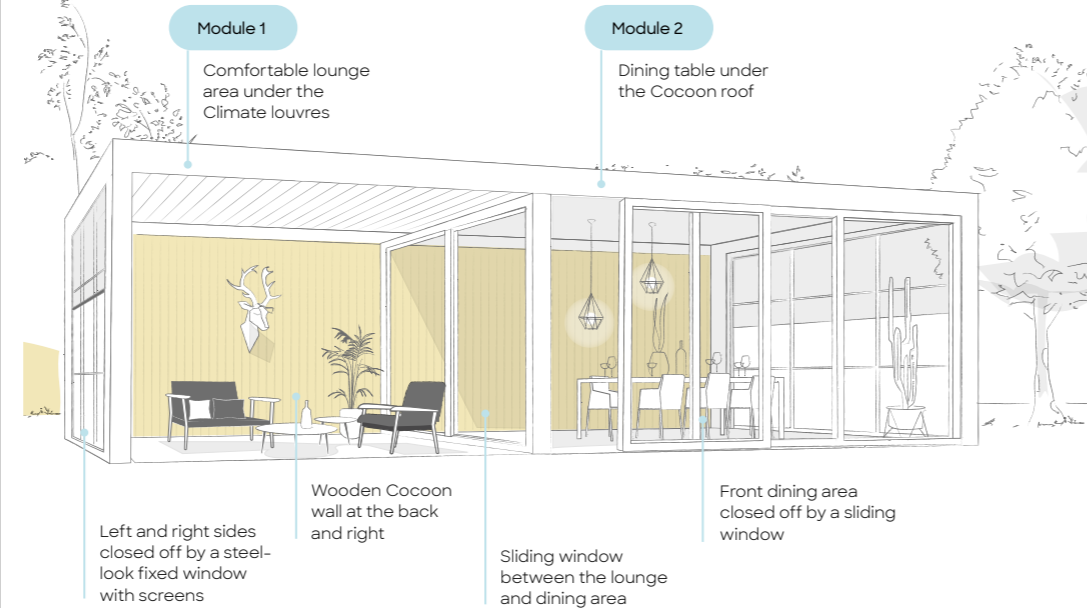 Module 1
Comfortable lounge
area under the
Climate louvres
Module 2
Dining table under
the Cocoon roof
Left and right sides
closed off by a steel-
look fixed window
with screens
Wooden Cocoon
wall at the back
and right
Sliding window
between the lounge
and dining area
Front dining area
closed off by a sliding
window